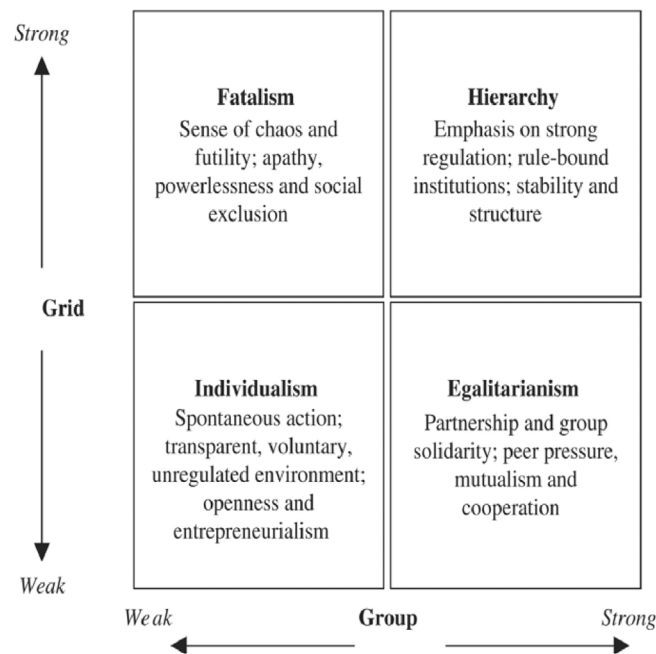 Strong
Fatalism
Sense of chaos and
futility; apathy,
powerlessness and social
exclusion
Hierarchy
Emphasis on strong
regulation; rule-bound
institutions; stability and
structure
Grid
Individualism
Spontaneous action;
transparent, voluntary,
unregulated environment;
openness and
entrepreneurialism
Egalitarianism
Partnership and group
solidarity; peer pressure,
mutualism and
cooperation
Weak
Weak
Group
Strong